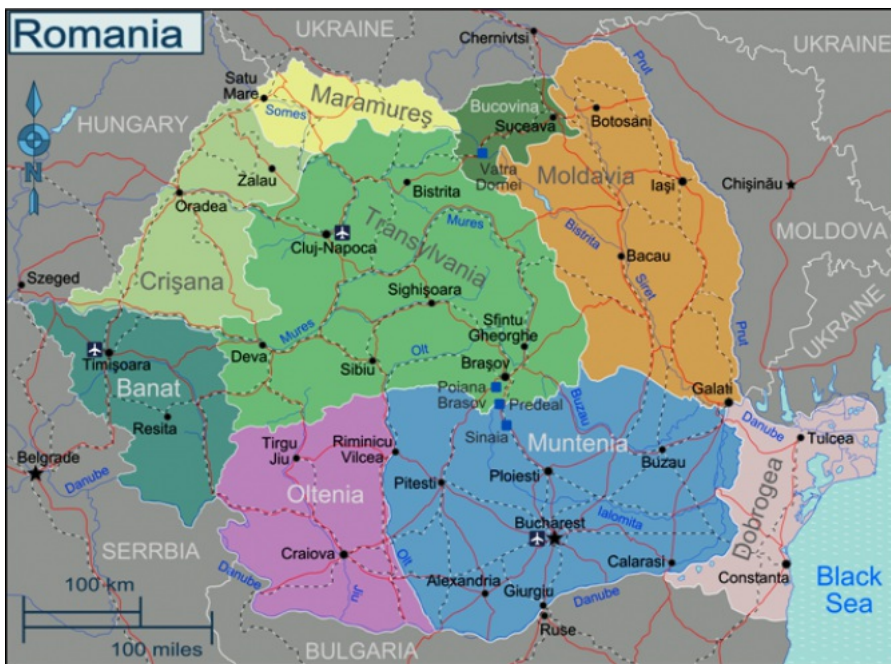 Romania
UKRAINE
UKRAINE
Chernivtsi
Prut
Satu
Mare
Maramureş
Somes
Bucovina
Suceava
Botosani
HUNGARY
N
Zalau
Vatra
Dornei
Moldavia
Iaşi
Chişinău
Bistrita
Oradea
Transylvania
Mures
Cluj-Napoca
Bistrita
MOLDOVA
Bacau
Siret
Szeged
Crişana
Sighişoara
UKRAINE
Sfintu
Gheorghe
Mures
Prut
Timişoara
Deva
Olt
Sibiu
Braşov
Banat
Poiana
Braşov
Predeal
Buzau
Galati
Resita
Sinaia
Muntenia
Danube
Tulcea
Tirgu
Jiu
Riminicu
Vilcea
Belgrade
Danube
Oltenia
Pitesti
Ploiesti
Buzau
Ialomita
Bucharest
Dobrogea
SERRBIA
Craiova
Olt
Calarasi
Constanta
Danube
Jiu
Alexandria
Giurgiu
Danube
Black
Sea
100 km
100 miles
Ruse
BULGARIA